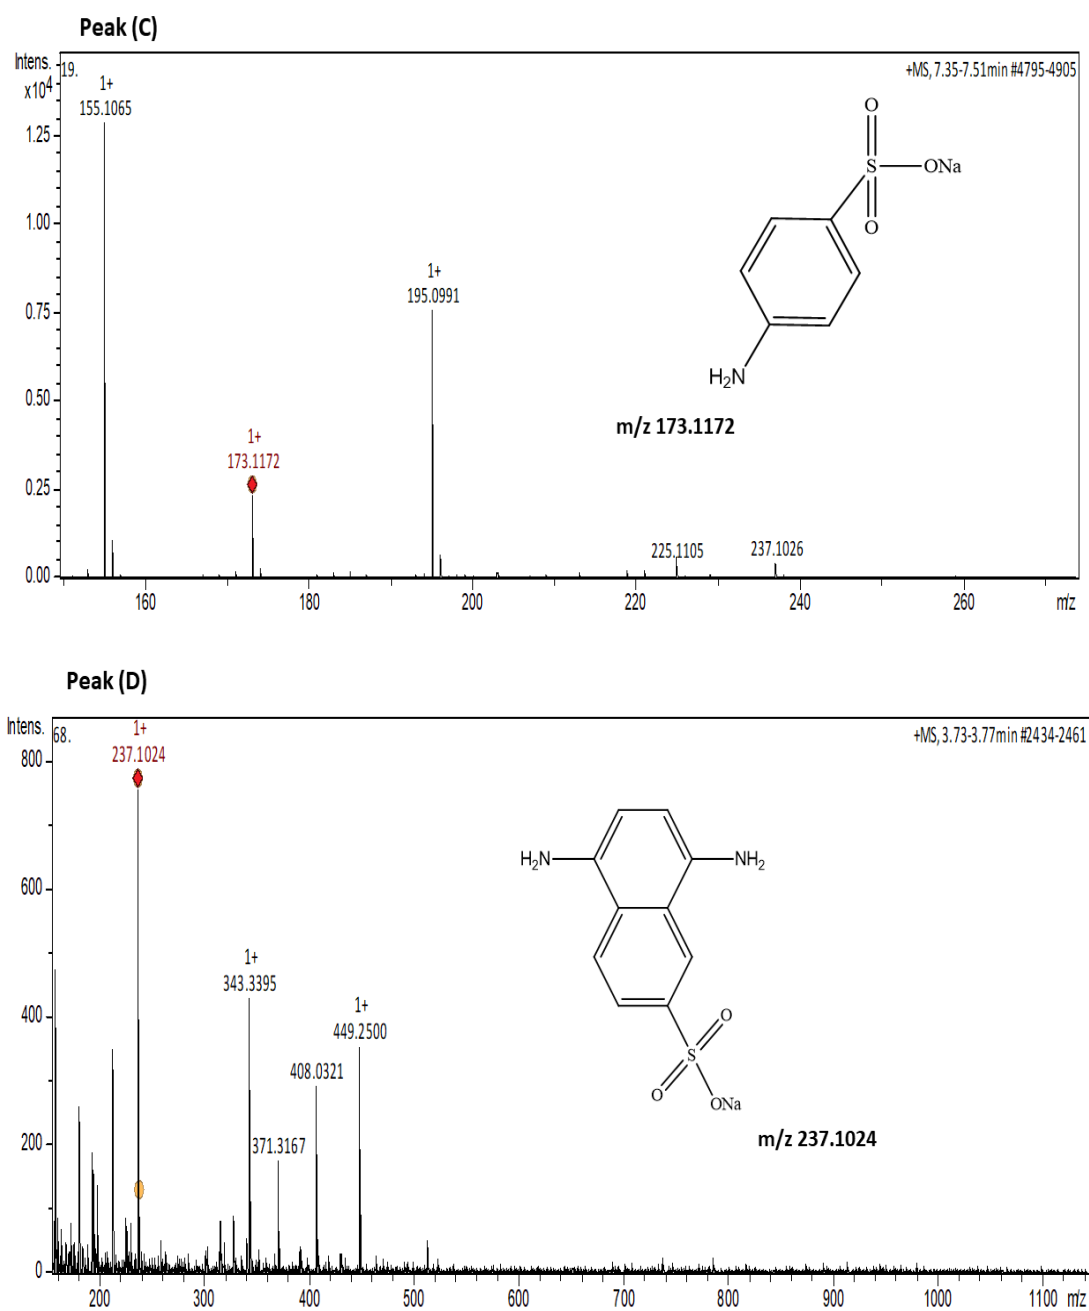 Peak (C)
Intens.
x10⁴
19.
+MS, 7.35-7.51min #4795-4905
1+
155.1065
1.25
1.00
1+
195.0991
0.75
0.50
1+
173.1172
0.25
225.1105
237.1026
0.00
160
180
200
220
240
260
m/z
O
S
ONa
O
H₂N
m/z 173.1172
Peak (D)
Intens.
68.
+MS, 3.73-3.77min #2434-2461
1+
237.1024
800
600
1+
343.3395
1+
449.2500
400
408.0321
371.3167
200
0
200
300
400
500
600
700
800
900
1000
1100
m/z
H₂N
NH₂
O
S
O
ONa
m/z 237.1024